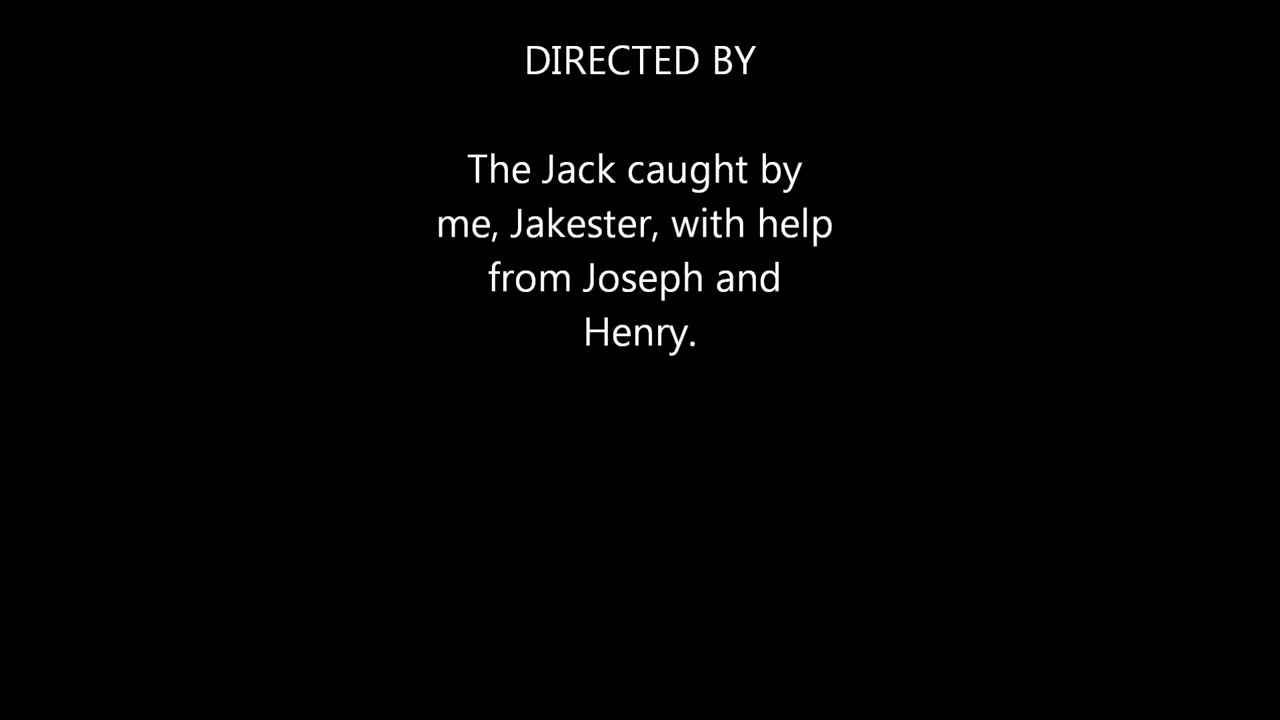 DIRECTED BY
The Jack caught by
me, Jakester, with help
from Joseph and
Henry.